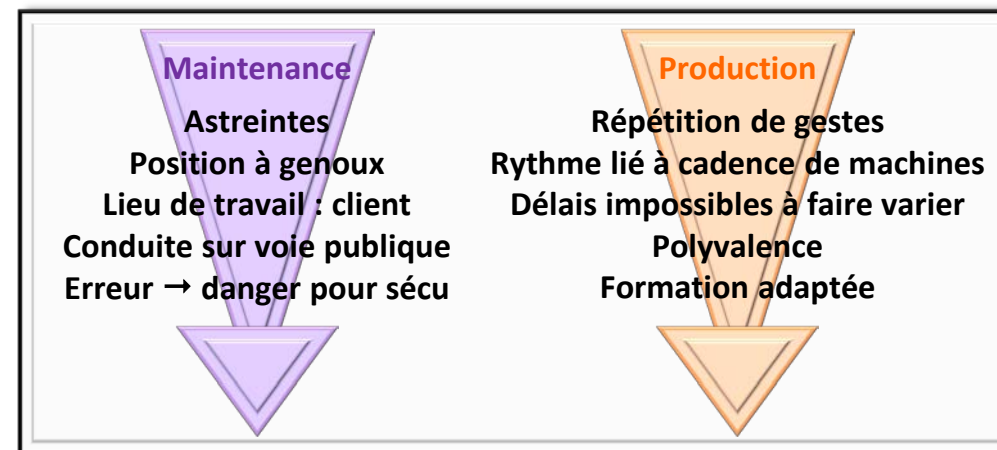 Maintenance
Astreintes
Position à genoux
Lieu de travail : client
Conduite sur voie publique
Erreur → danger pour sécu
Production
Répétition de gestes
Rythme lié à cadence de machines
Délais impossibles à faire varier
Polyvalence
Formation adaptée